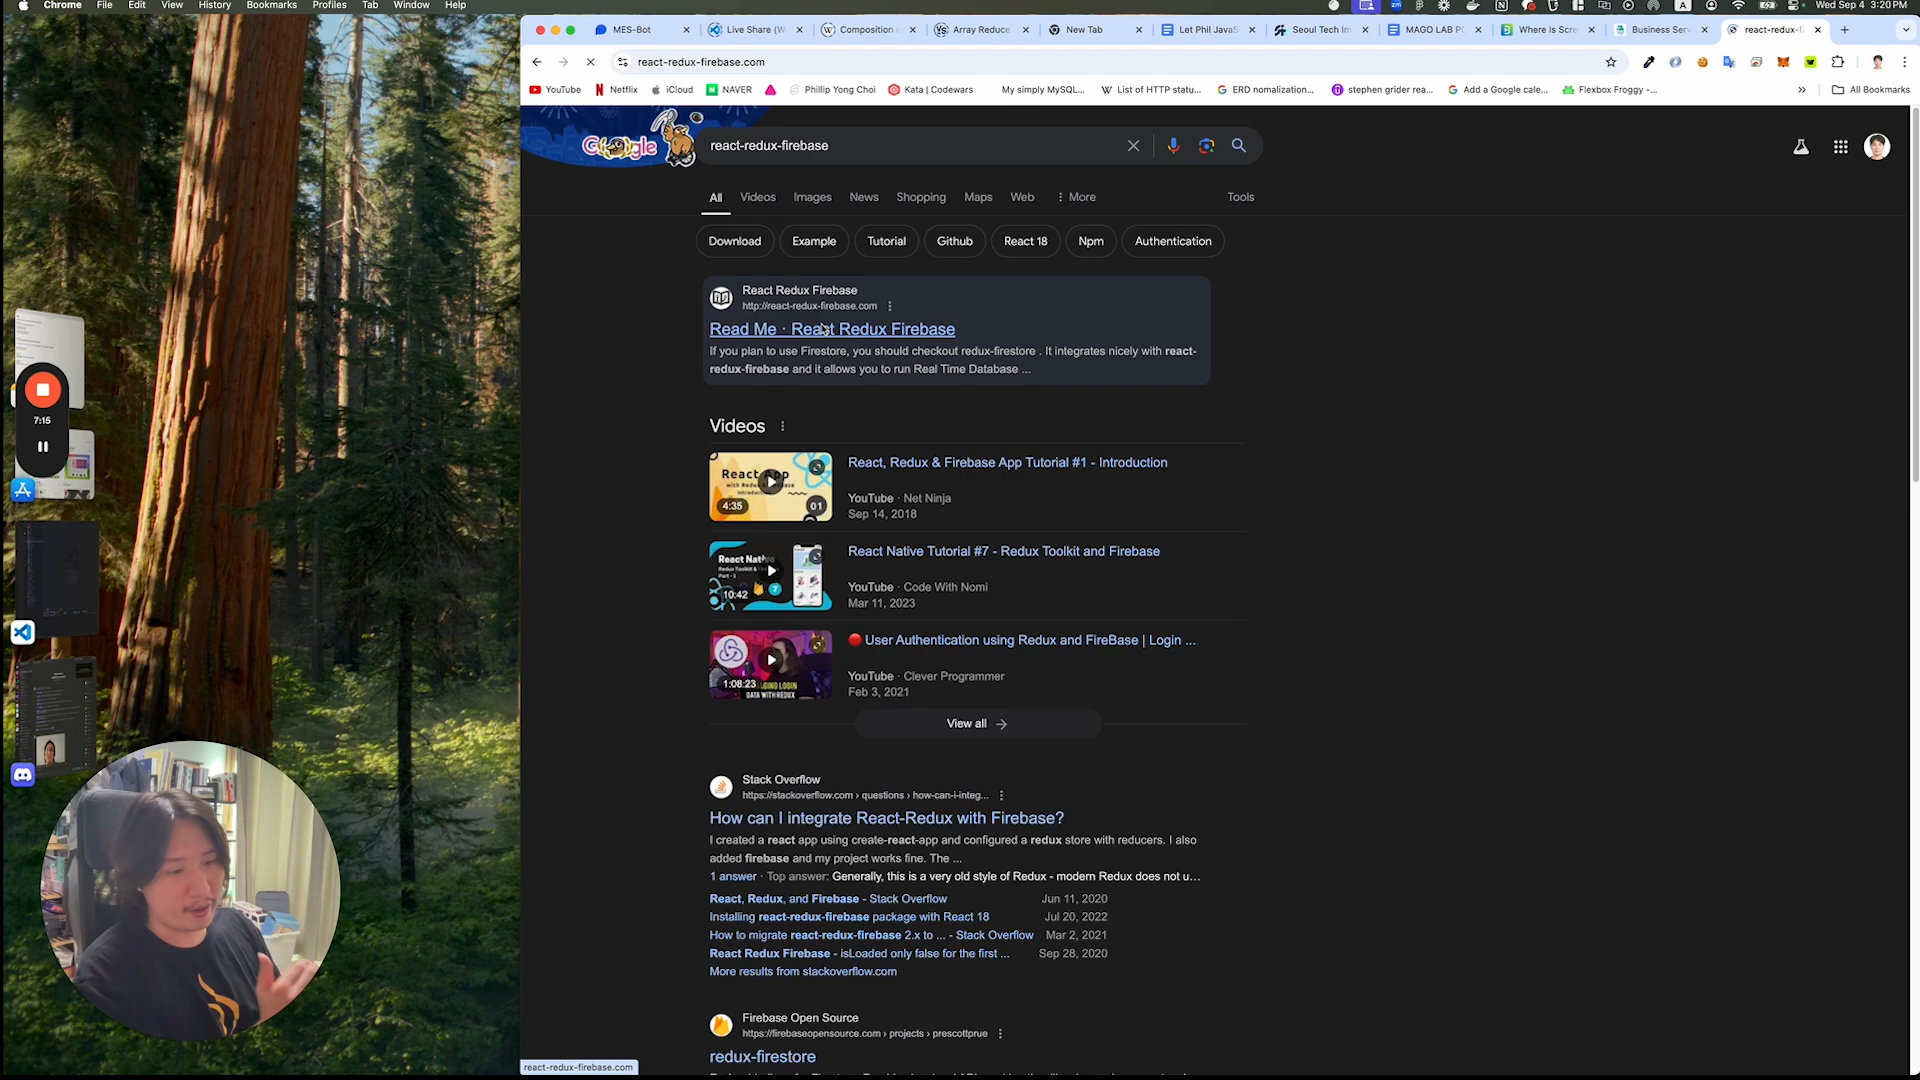 Chrome File Edit View History Bookmarks Profiles Tab Window Help
Wed Sep 4 3:20 PM
MES-Bot
Live Share (W
Composition o
Array Reduce
New Tab
Let Phil JavaS
Seoul Tech Im
MAGO LAB PO
Where Is Scre
Business Serv
react-redux-fi
react-redux-firebase.com
YouTube
Netflix
iCloud
NAVER
Phillip Yong Choi
Kata | Codewars
My simply MySQL...
List of HTTP statu...
ERD nomalization...
stephen grider rea...
Add a Google cale...
Flexbox Froggy -...
»
All Bookmarks
react-redux-firebase
All Videos Images News Shopping Maps Web More Tools
Download Example Tutorial Github React 18 Npm Authentication
React Redux Firebase
http://react-redux-firebase.com
Read Me · React Redux Firebase
If you plan to use Firestore, you should checkout redux-firestore . It integrates nicely with react-
redux-firebase and it allows you to run Real Time Database ...
7:15
Videos
React App
with Redux &
4:35
01
React, Redux & Firebase App Tutorial #1 - Introduction
YouTube · Net Ninja
Sep 14, 2018
10:42
7
React Native Tutorial #7 - Redux Toolkit and Firebase
YouTube · Code With Nomi
Mar 11, 2023
1:08:23
DATA WITH REDUX
User Authentication using Redux and FireBase | Login ...
YouTube · Clever Programmer
Feb 3, 2021
View all
Stack Overflow
https://stackoverflow.com › questions › how-can-i-integ...
How can I integrate React-Redux with Firebase?
I created a react app using create-react-app and configured a redux store with reducers. I also
added firebase and my project works fine. The ...
1 answer · Top answer: Generally, this is a very old style of Redux - modern Redux does not u...
React, Redux, and Firebase - Stack Overflow Jun 11, 2020
Installing react-redux-firebase package with React 18 Jul 20, 2022
How to migrate react-redux-firebase 2.x to ... - Stack Overflow Mar 2, 2021
React Redux Firebase - isLoaded only false for the first ... Sep 28, 2020
More results from stackoverflow.com
Firebase Open Source
https://firebaseopensource.com › projects › prescottprue
redux-firestore
react-redux-firebase.com